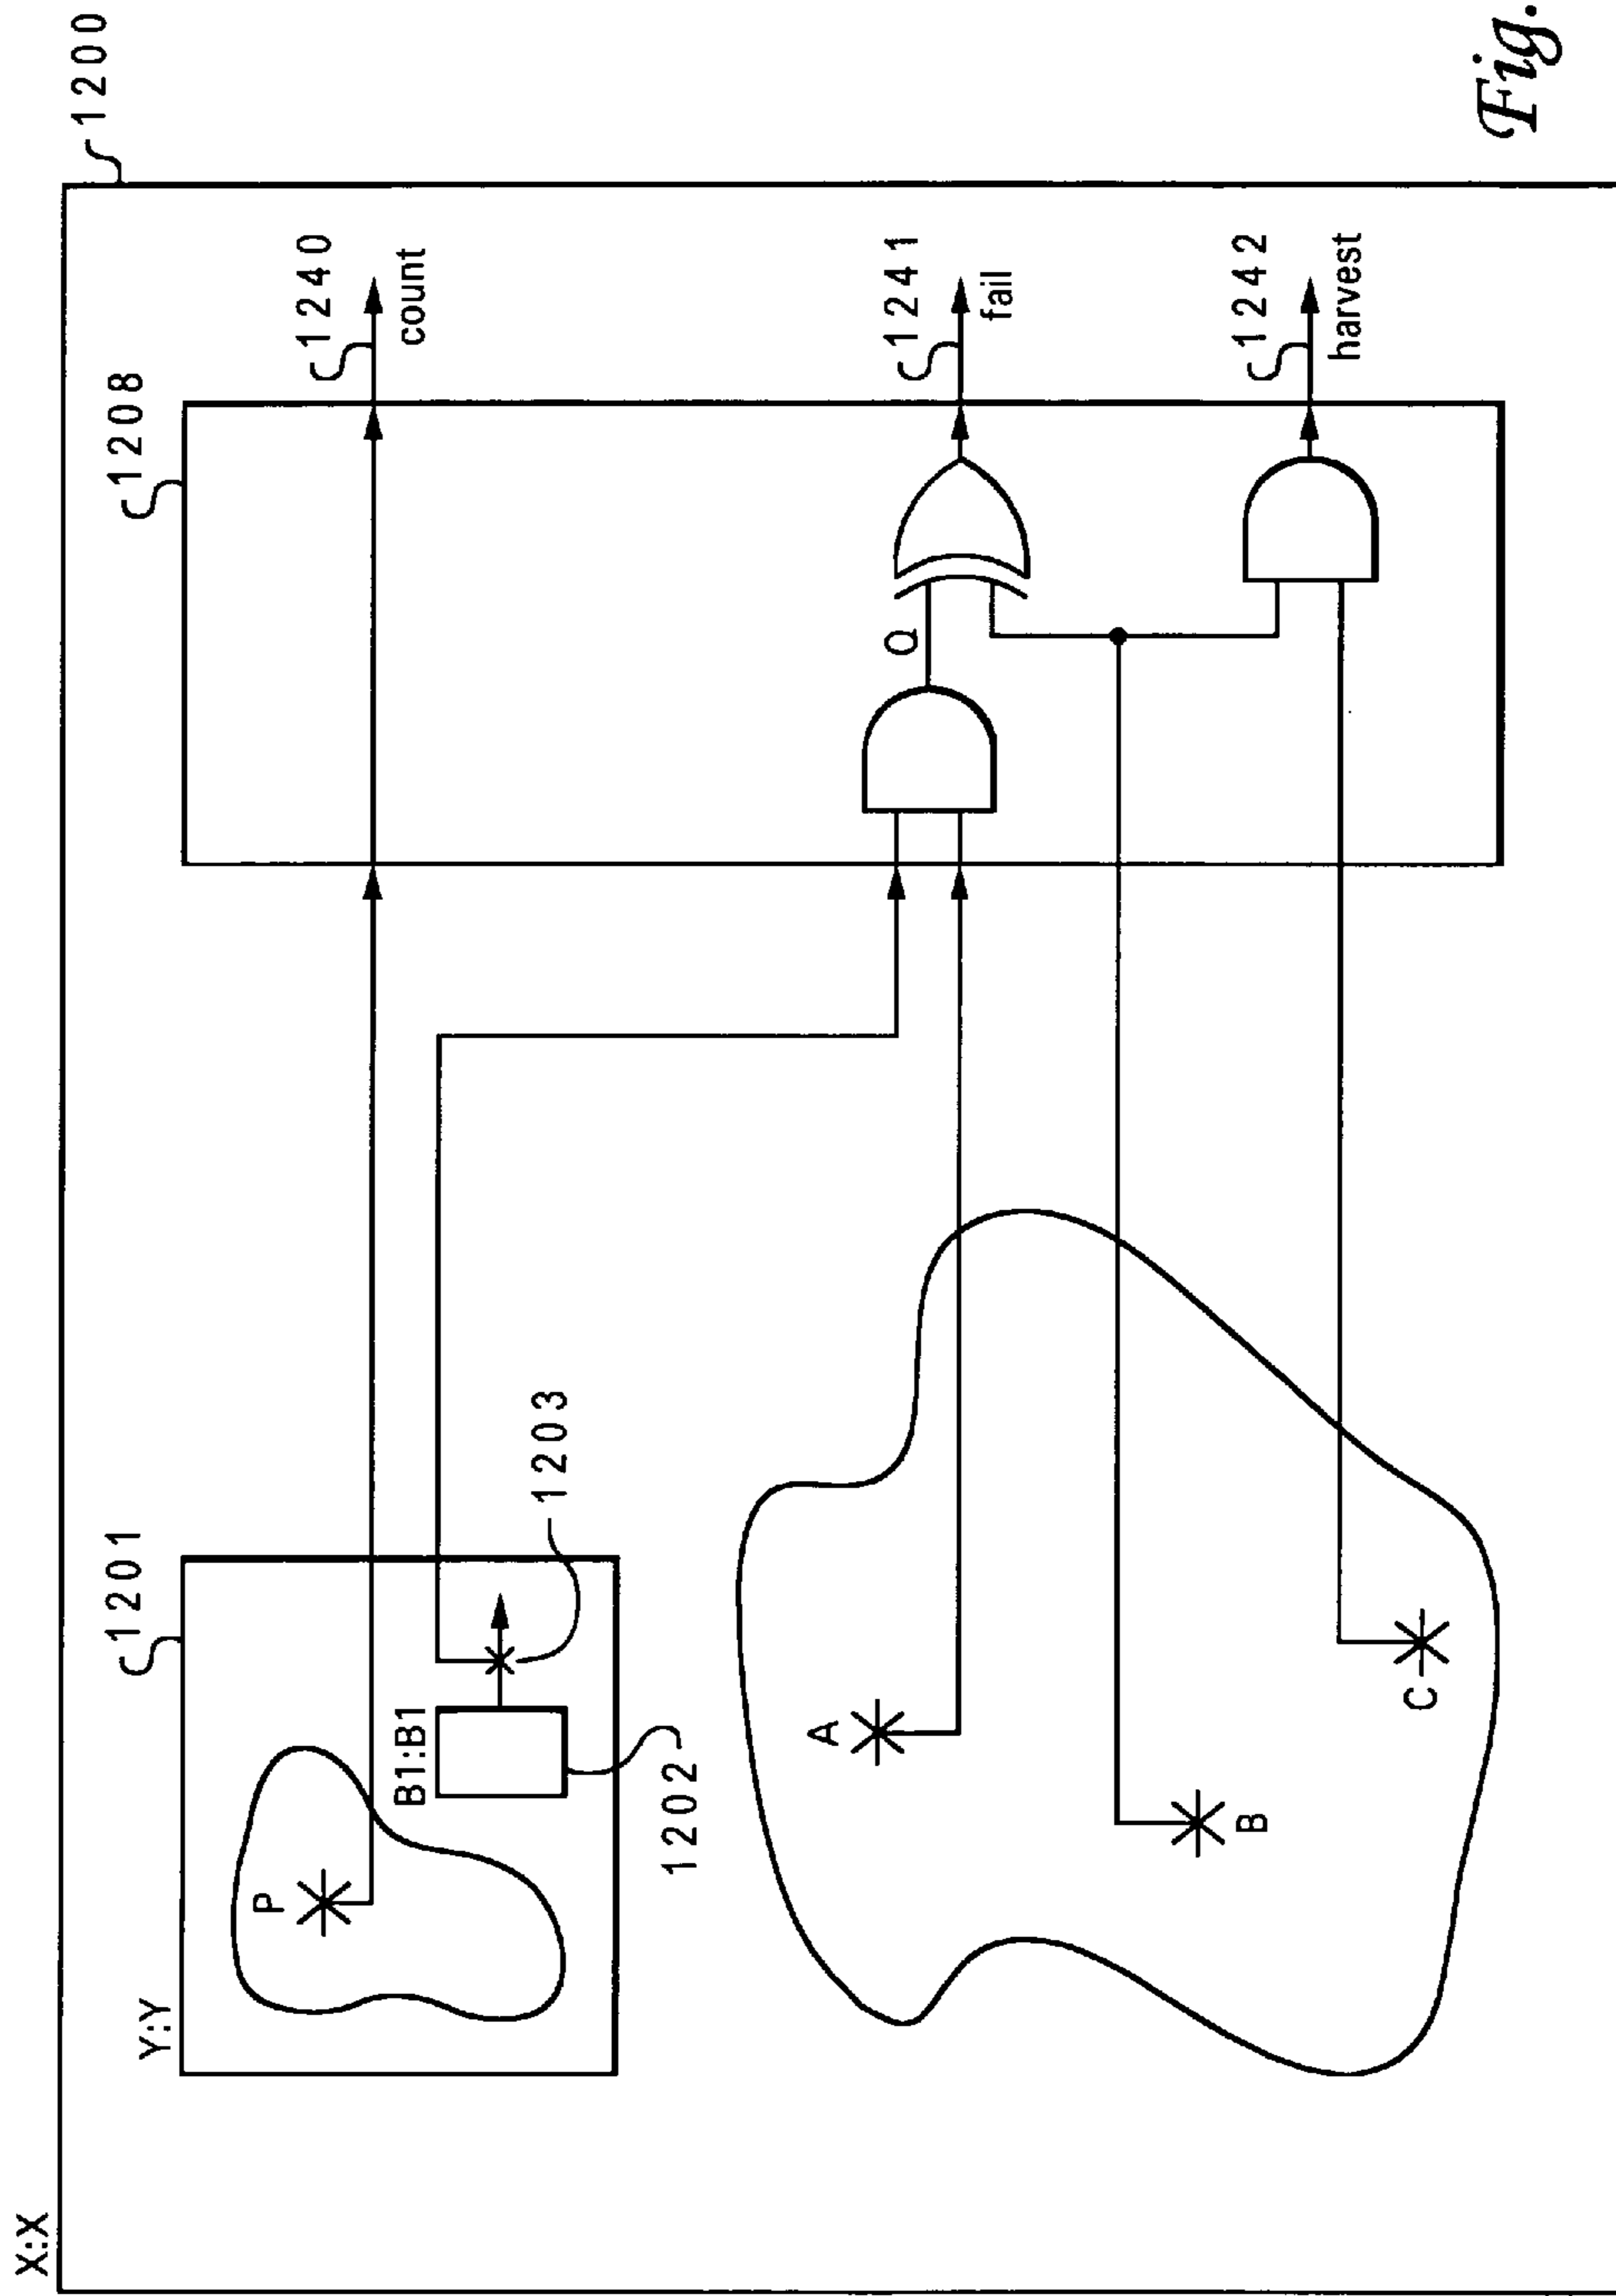 X:X
1200
Y:Y
1201
1208
P
1240
count
B1:B1
1203
1202
A
Q
1241
fail
B
1242
harvest
C
Fig.